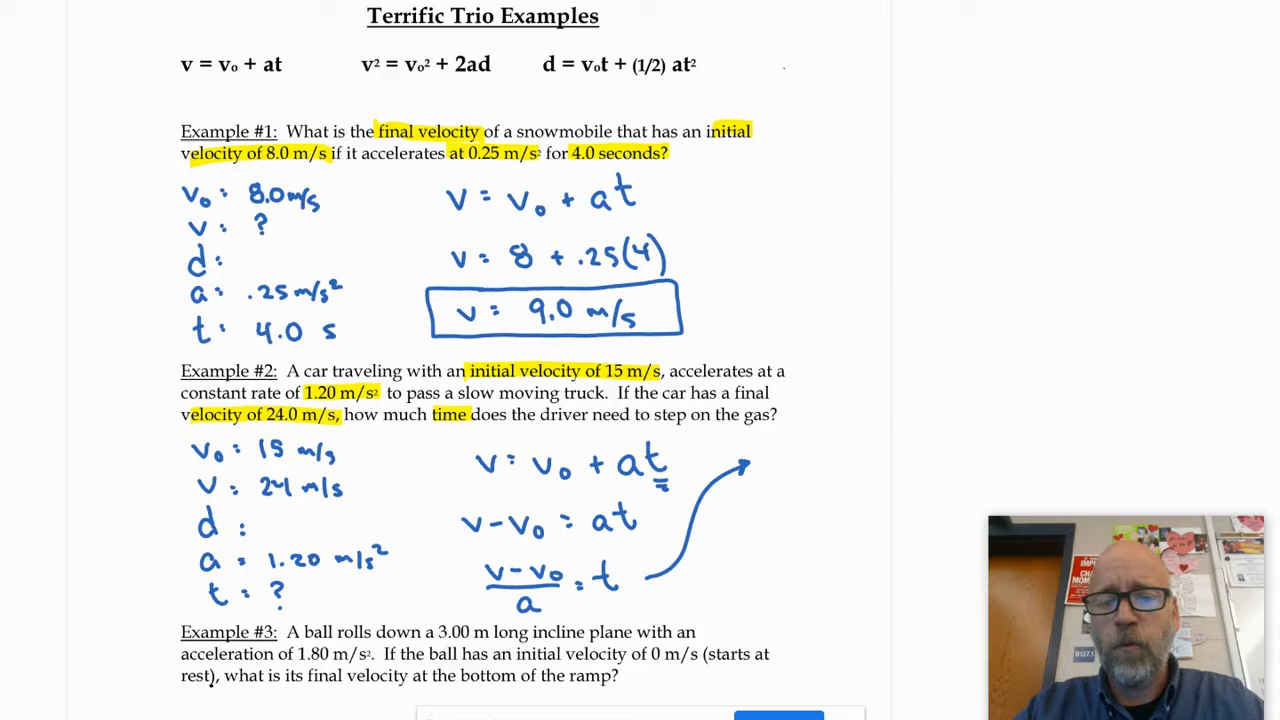 Terrific Trio Examples
v = v₀ + at v² = v₀² + 2ad d = v₀t + (1/2) at²
Example #1: What is the final velocity of a snowmobile that has an initial
velocity of 8.0 m/s if it accelerates at 0.25 m/s² for 4.0 seconds?
v₀ : 8.0 m/s
v : ?
d :
a : .25 m/s²
t : 4.0 s
v = v₀ + at
v = 8 + .25(4)
v = 9.0 m/s
Example #2: A car traveling with an initial velocity of 15 m/s, accelerates at a
constant rate of 1.20 m/s² to pass a slow moving truck. If the car has a final
velocity of 24.0 m/s, how much time does the driver need to step on the gas?
v₀ = 15 m/s
v = 24 m/s
d :
a = 1.20 m/s²
t = ?
v = v₀ + at
v - v₀ = at
v - v₀ / a = t
Example #3: A ball rolls down a 3.00 m long incline plane with an
acceleration of 1.80 m/s². If the ball has an initial velocity of 0 m/s (starts at
rest), what is its final velocity at the bottom of the ramp?